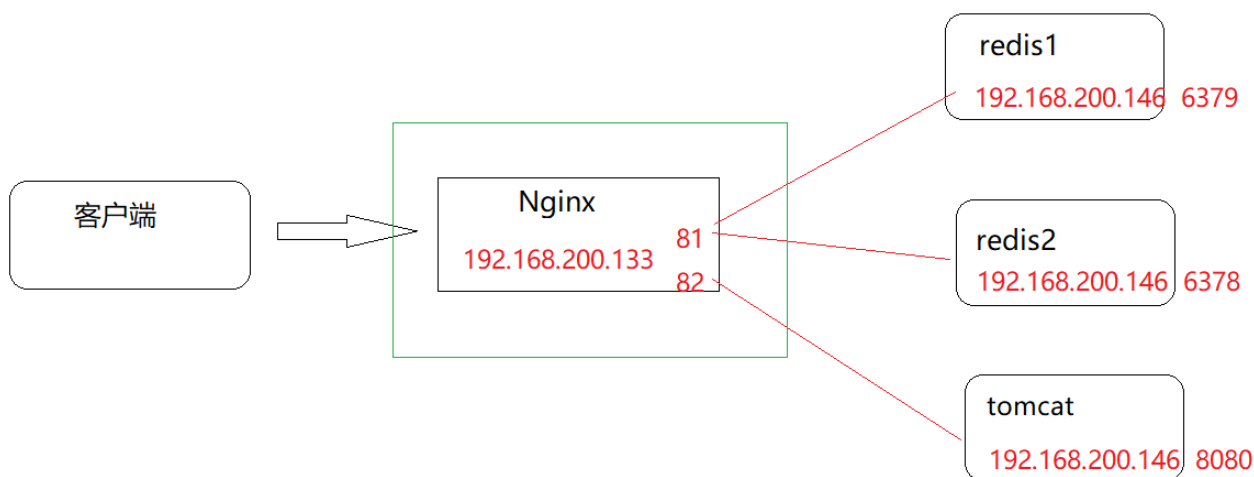 客户端
Nginx
192.168.200.133
81
82
redis1
192.168.200.146 6379
redis2
192.168.200.146 6378
tomcat
192.168.200.146 8080